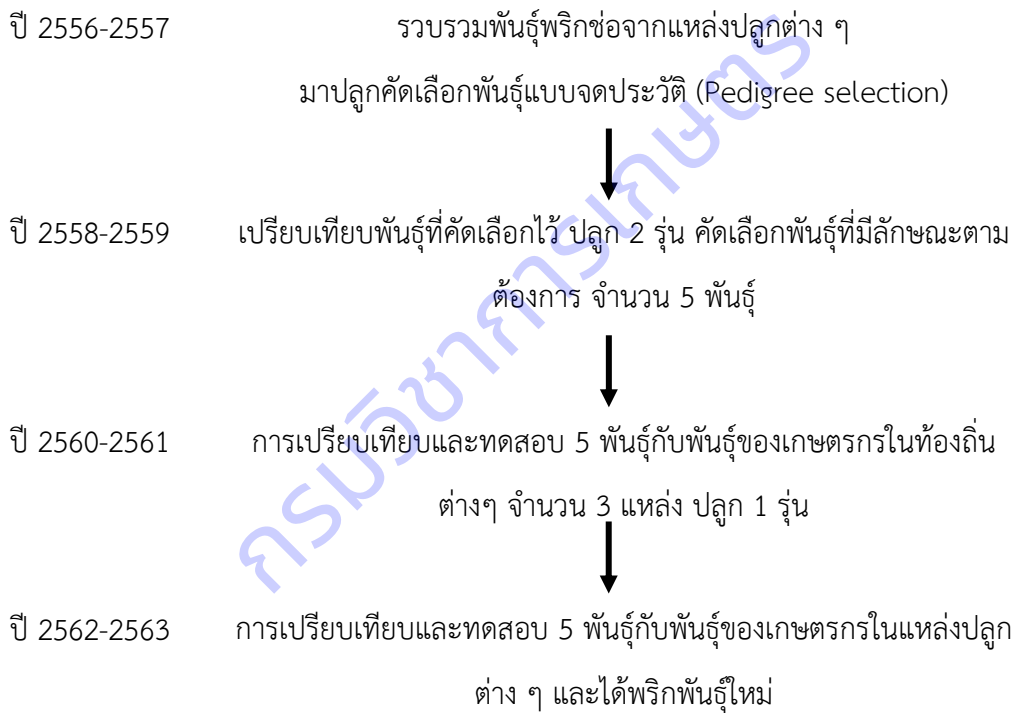 ปี 2556-2557 รวบรวมพันธุ์พริกช่อจากแหล่งปลูกต่าง ๆ
มาปลูกคัดเลือกพันธุ์แบบจดประวัติ (Pedigree selection)
ปี 2558-2559 เปรียบเทียบพันธุ์ที่คัดเลือกไว้ ปลูก 2 รุ่น คัดเลือกพันธุ์ที่มีลักษณะตาม
ต้องการ จำนวน 5 พันธุ์
ปี 2560-2561 การเปรียบเทียบและทดสอบ 5 พันธุ์กับพันธุ์ของเกษตรกรในท้องถิ่น
ต่างๆ จำนวน 3 แหล่ง ปลูก 1 รุ่น
ปี 2562-2563 การเปรียบเทียบและทดสอบ 5 พันธุ์กับพันธุ์ของเกษตรกรในแหล่งปลูก
ต่าง ๆ และได้พริกพันธุ์ใหม่
กรมวิชาการเกษตร